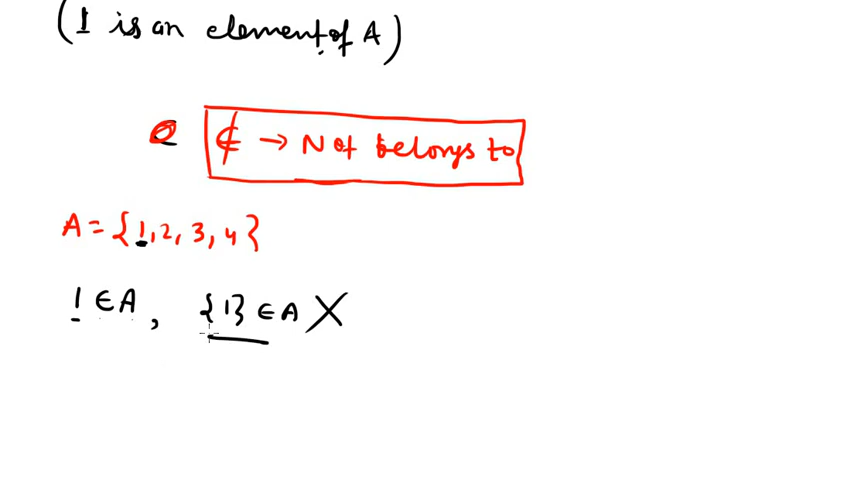 (1 is an element of A)
∉ → Not belongs to
A = {1, 2, 3, 4}
1 ∈ A, {1} ∈ A X